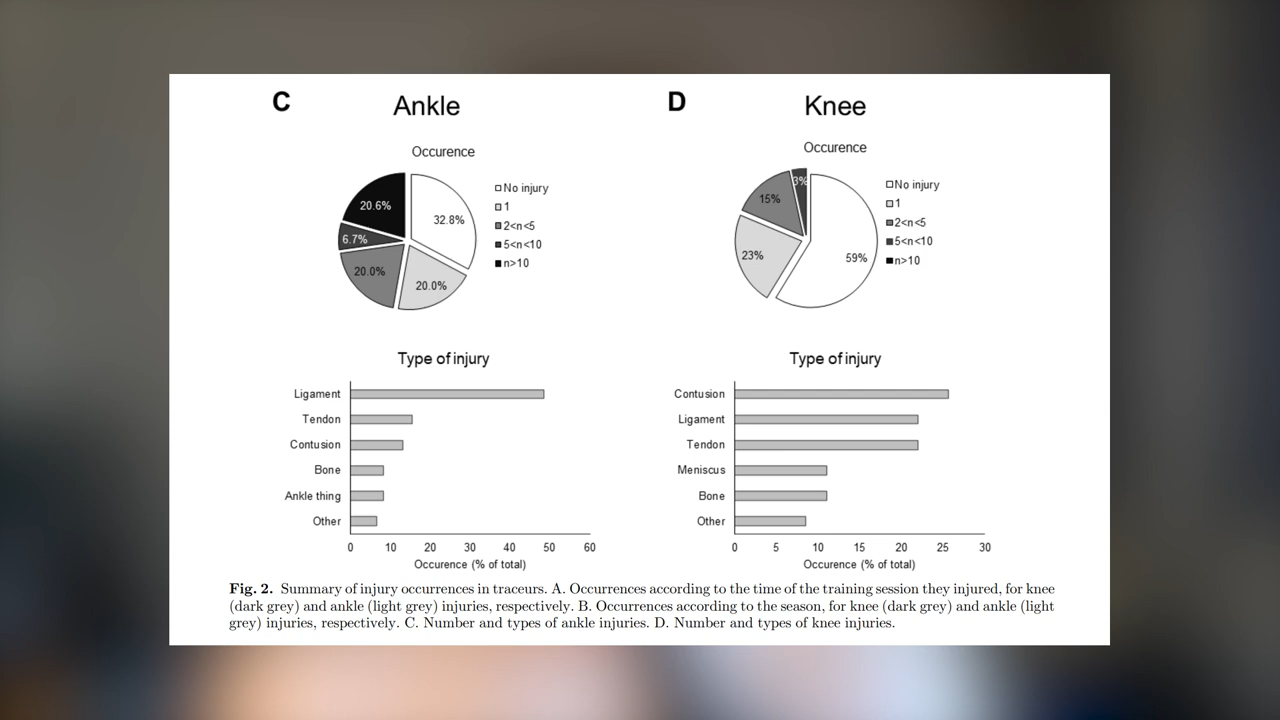 C
Ankle
Occurence
20.6%
32.8%
6.7%
20.0%
20.0%
No injury
1
2<n<5
5<n<10
n>10
Type of injury
Ligament
Tendon
Contusion
Bone
Ankle thing
Other
0 10 20 30 40 50 60
Occurence (% of total)
D
Knee
Occurence
3%
15%
23%
59%
No injury
1
2<n<5
5<n<10
n>10
Type of injury
Contusion
Ligament
Tendon
Meniscus
Bone
Other
0 5 10 15 20 25 30
Occurence (% of total)
Fig. 2. Summary of injury occurrences in traceurs. A. Occurrences according to the time of the training session they injured, for knee
(dark grey) and ankle (light grey) injuries, respectively. B. Occurrences according to the season, for knee (dark grey) and ankle (light
grey) injuries, respectively. C. Number and types of ankle injuries. D. Number and types of knee injuries.